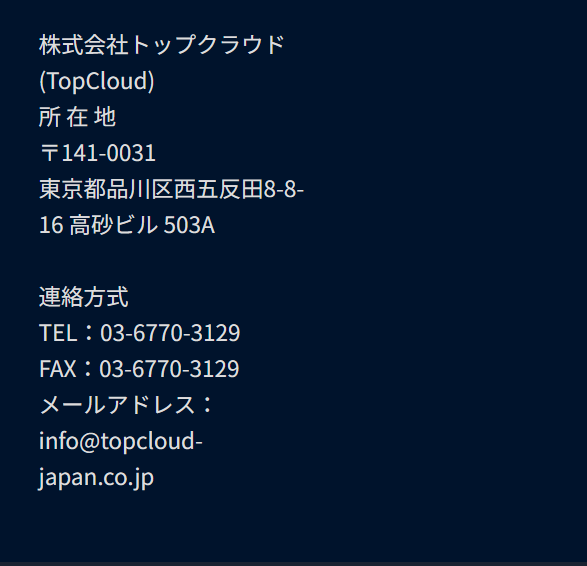 株式会社トップクラウド
(TopCloud)
所 在 地
〒141-0031
東京都品川区西五反田8-8-
16 高砂ビル 503A
連絡方式
TEL：03-6770-3129
FAX：03-6770-3129
メールアドレス：
info@topcloud-
japan.co.jp